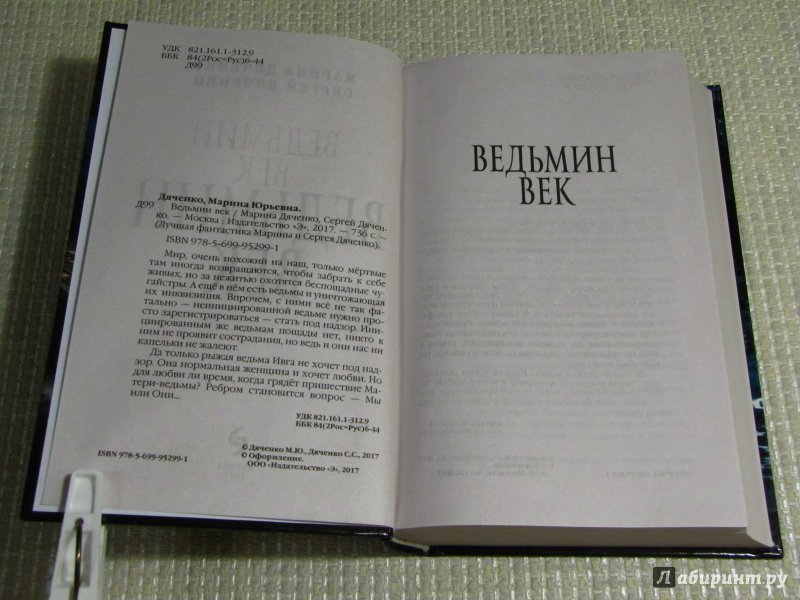 УДК 821.161.1-312.9
ББК 84(2Рос=Рус)6-44
Д99
Дяченко, Марина Юрьевна.
Д99 Ведьмин век / Марина Дяченко, Сергей Дячен-
ко. — Москва : Издательство «Э», 2017. — 736 с. —
(Лучшая фантастика Марины и Сергея Дяченко).
ISBN 978-5-699-95299-1
Мир, очень похожий на наш, только мёртвые
там иногда возвращаются, чтобы забрать к себе
живых, но за нежитью охотятся беспощадные чу-
гайстры. А ещё в нём есть ведьмы и уничтожающая
их инквизиция. Впрочем, с ними всё не так фа-
тально — неинициированной ведьме нужно про-
сто зарегистрироваться — стать под надзор. Ини-
циированным же ведьмам пощады нет, никто к
ним не проявит сострадания, но ведь и они нас ни
капельки не жалеют.
Да только рыжая ведьма Ивга не хочет под над-
зор. Она нормальная женщина и хочет любви. Но
для любви ли время, когда грядёт пришествие Ма-
тери-ведьмы? Ребром становится вопрос — Мы
или Они...
УДК 821.161.1-312.9
ББК 84(2Рос=Рус)6-44
© Дяченко М.Ю., Дяченко С.С., 2017
© Оформление.
ООО «Издательство «Э», 2017
ISBN 978-5-699-95299-1
ВЕДЬМИН
ВЕК
Лабиринт.ру